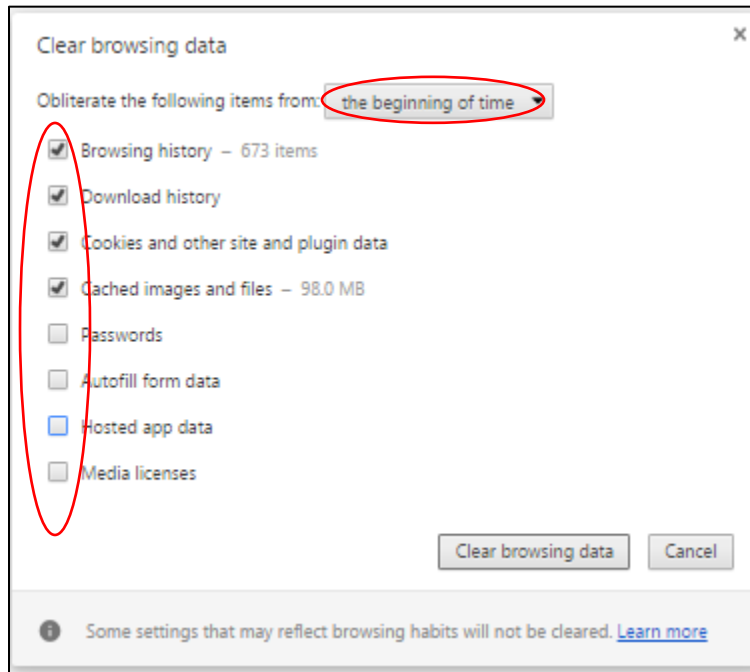 Clear browsing data
Obliterate the following items from: the beginning of time
Browsing history – 673 items
Download history
Cookies and other site and plugin data
Cached images and files – 98.0 MB
Passwords
Autofill form data
Hosted app data
Media licenses
Clear browsing data Cancel
Some settings that may reflect browsing habits will not be cleared. Learn more